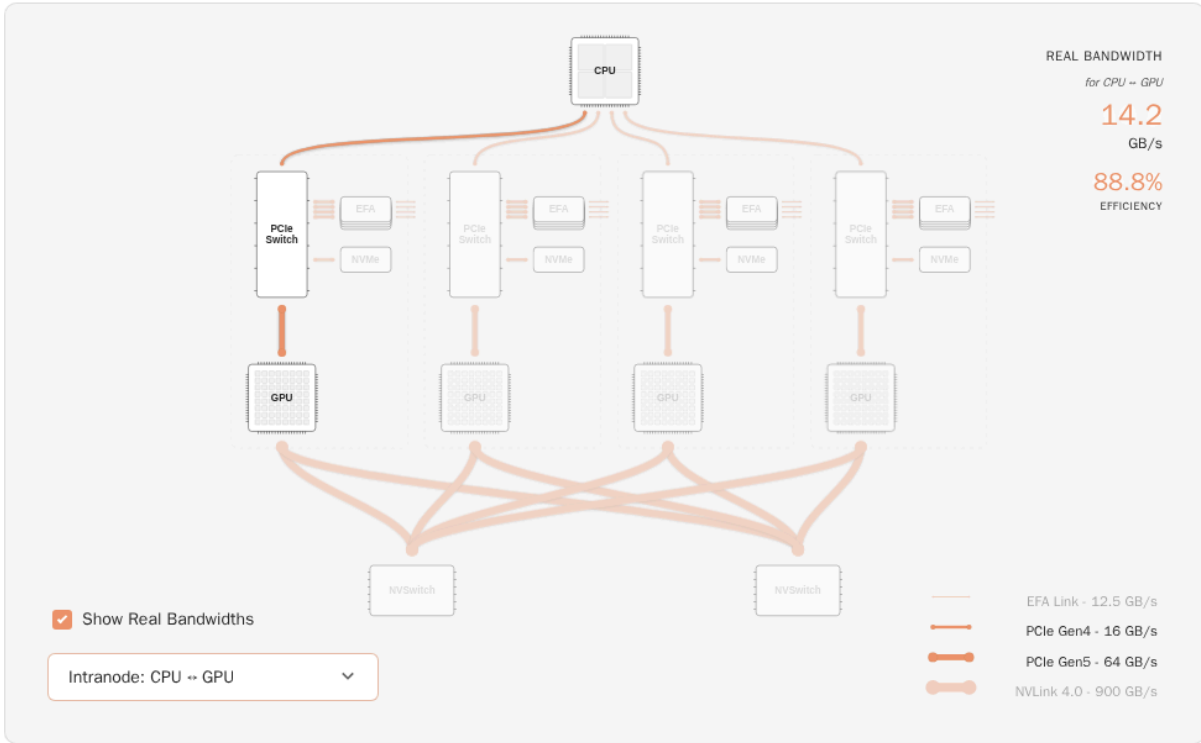 CPU
REAL BANDWIDTH
for CPU ↔ GPU
14.2
GB/s
88.8%
EFFICIENCY
PCIe
Switch
EFA
NVMe
PCIe
Switch
EFA
NVMe
PCIe
Switch
EFA
NVMe
PCIe
Switch
EFA
NVMe
GPU
GPU
GPU
GPU
NVSwitch
NVSwitch
Show Real Bandwidths
Intranode: CPU ↔ GPU
EFA Link - 12.5 GB/s
PCIe Gen4 - 16 GB/s
PCIe Gen5 - 64 GB/s
NVLink 4.0 - 900 GB/s